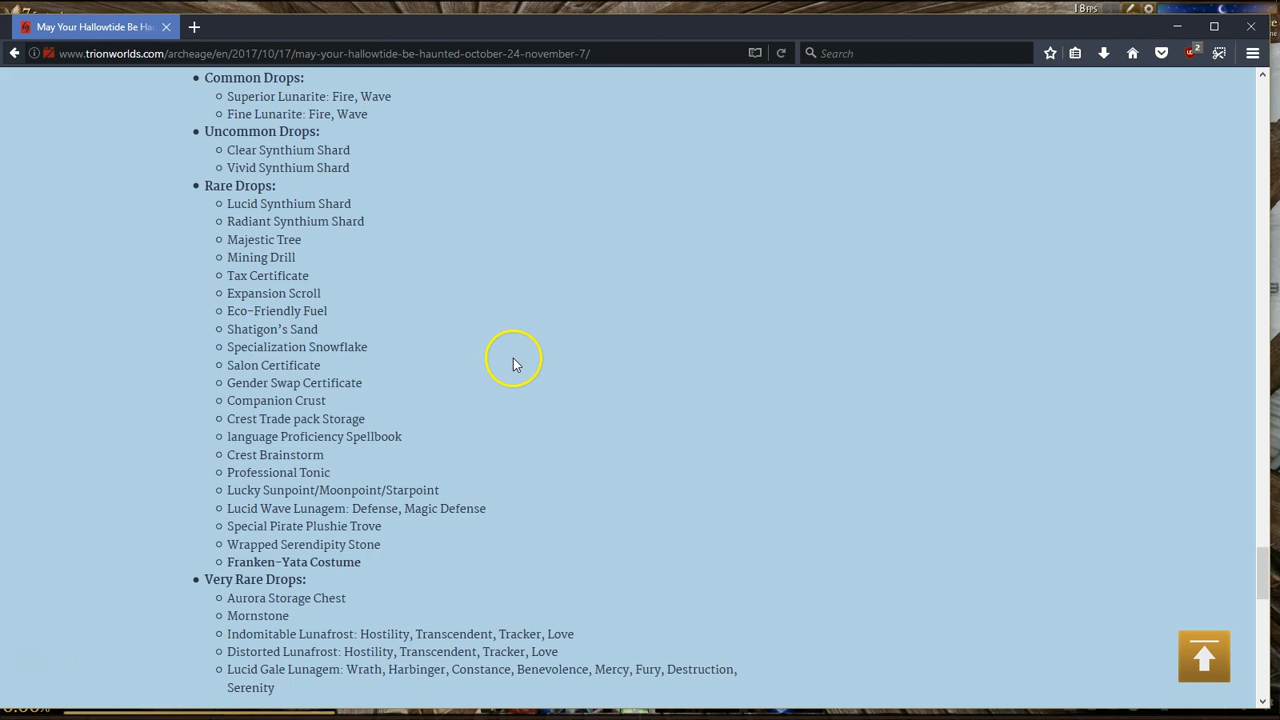 18 FPS
May Your Hallowtide Be Ha
www.trionworlds.com/archeage/en/2017/10/17/may-your-hallowtide-be-haunted-october-24-november-7/
Search
2
Common Drops:
Superior Lunarite: Fire, Wave
Fine Lunarite: Fire, Wave
Uncommon Drops:
Clear Synthium Shard
Vivid Synthium Shard
Rare Drops:
Lucid Synthium Shard
Radiant Synthium Shard
Majestic Tree
Mining Drill
Tax Certificate
Expansion Scroll
Eco-Friendly Fuel
Shatigon's Sand
Specialization Snowflake
Salon Certificate
Gender Swap Certificate
Companion Crust
Crest Trade pack Storage
language Proficiency Spellbook
Crest Brainstorm
Professional Tonic
Lucky Sunpoint/Moonpoint/Starpoint
Lucid Wave Lunagem: Defense, Magic Defense
Special Pirate Plushie Trove
Wrapped Serendipity Stone
Franken-Yata Costume
Very Rare Drops:
Aurora Storage Chest
Mornstone
Indomitable Lunafrost: Hostility, Transcendent, Tracker, Love
Distorted Lunafrost: Hostility, Transcendent, Tracker, Love
Lucid Gale Lunagem: Wrath, Harbinger, Constance, Benevolence, Mercy, Fury, Destruction,
Serenity